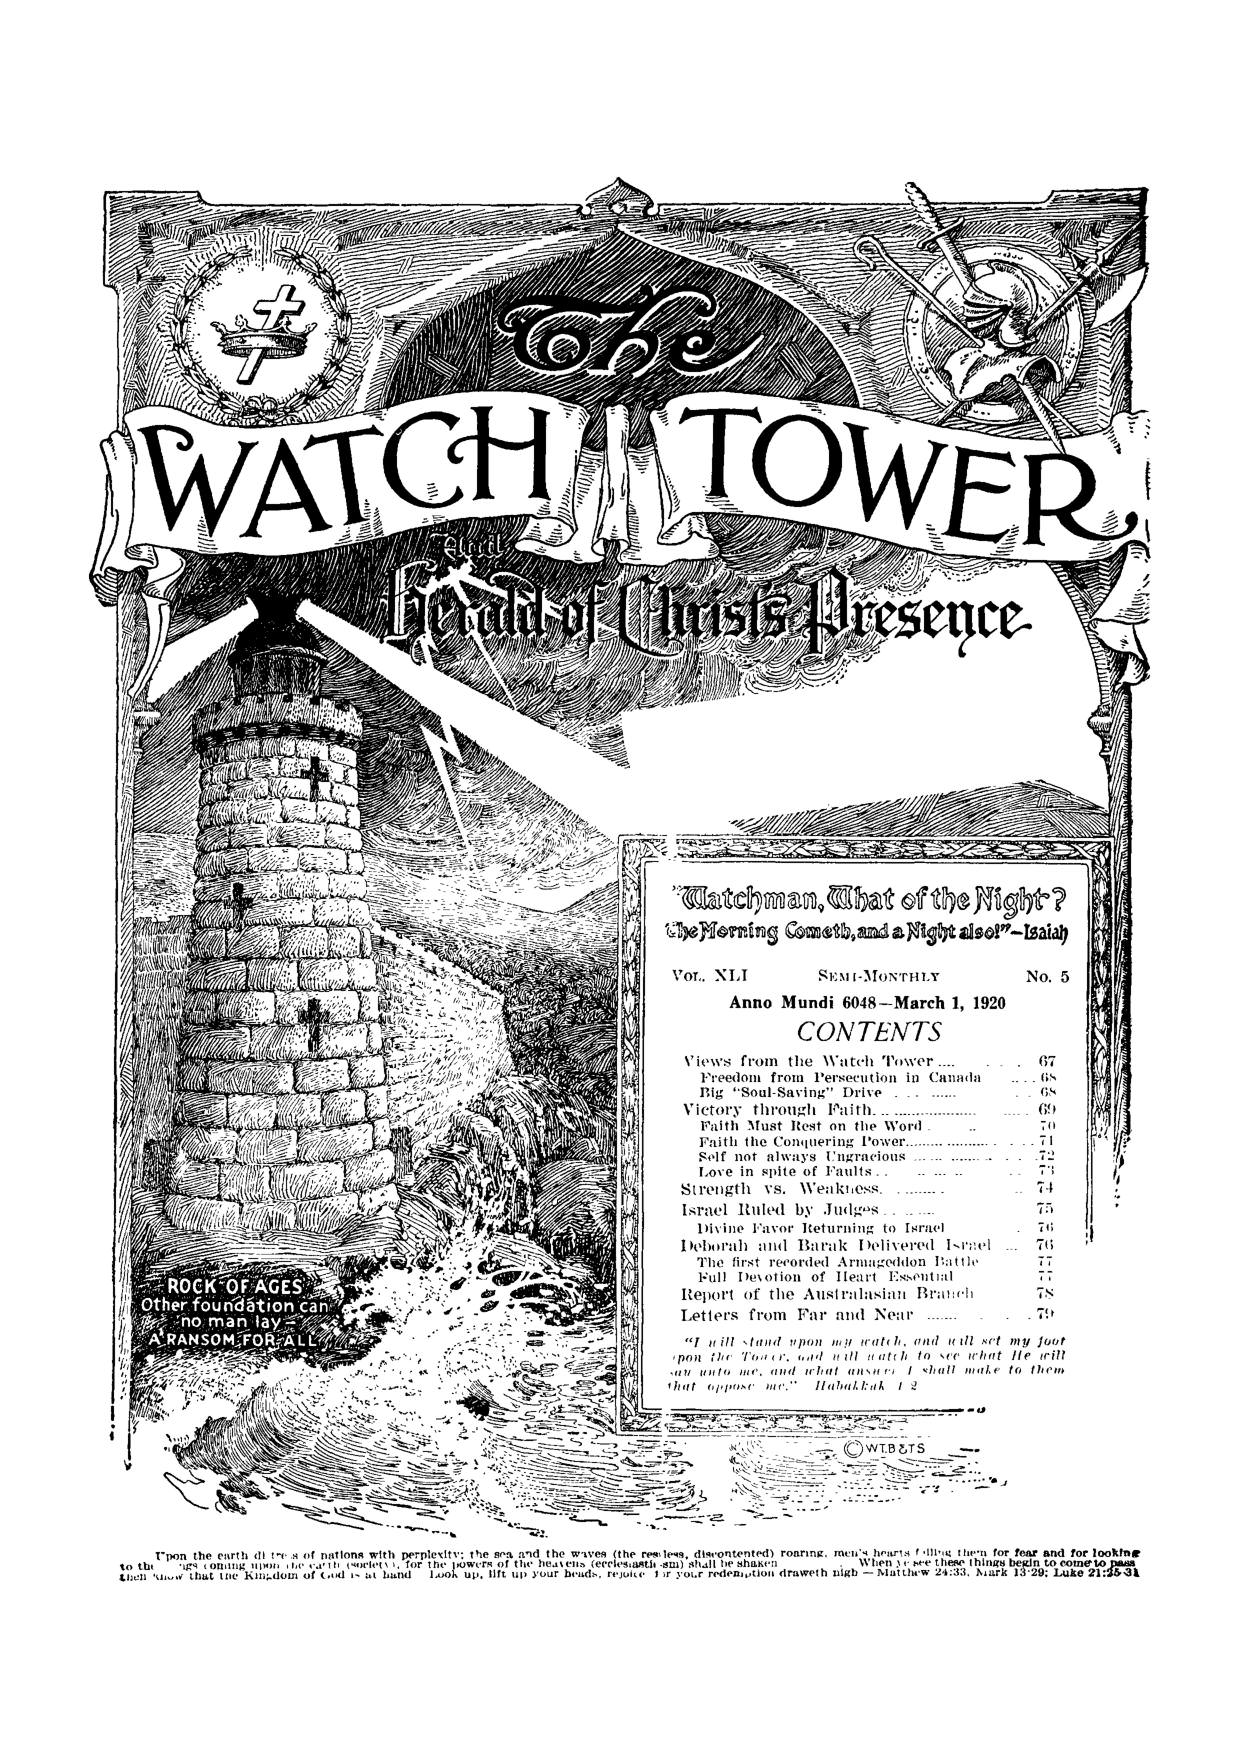 The
WATCH TOWER
And
Herald of Christ's Presence
"Watchman, What of the Night?
The Morning Cometh, and a Night also!"—Isaiah
VOL. XLI SEMI-MONTHLY No. 5
Anno Mundi 6048—March 1, 1920
CONTENTS
Views from the Watch Tower .... . . . 67
Freedom from Persecution in Canada .. . . 68
Big "Soul-Saving" Drive . . . ...... . . 68
Victory through Faith... .................... ..... 69
Faith Must Rest on the Word . .. 70
Faith the Conquering Power......... .......... . . . . 71
Self not always Ungracious ...... ........ . . . 72
Love in spite of Faults. . .. ... .. . . 73
Strength vs. Weakness. . ....... . .. 74
Israel Ruled by Judges . . . .. .... 75
Divine Favor Returning to Israel . 76
Deborah and Barak Delivered Israel ... 76
The first recorded Armageddon Battle 77
Full Devotion of Heart Essential 77
Report of the Australasian Branch 78
Letters from Far and Near ...... . . 79
"I will stand upon my watch, and will set my foot
upon the Tower, and will watch to see what He will
say unto me, and what answer I shall make to them
that oppose me." Habakkuk
ROCK OF AGES
Other foundation can
no man lay—
A RANSOM FOR ALL
© W.T.B.&T.S
Upon the earth distress of nations with perplexity; the sea and the waves (the restless, discontented) roaring, men's hearts failing them for fear and for looking
to the coming upon the earth (society), for the powers of the heavens (ecclesiasticism) shall be shaken When ye see these things begin to come to pass
then know that the Kingdom of God is at hand Look up, lift up your heads, rejoice for your redemption draweth nigh — Matthew 24:33, Mark 13:29; Luke 21:25-31